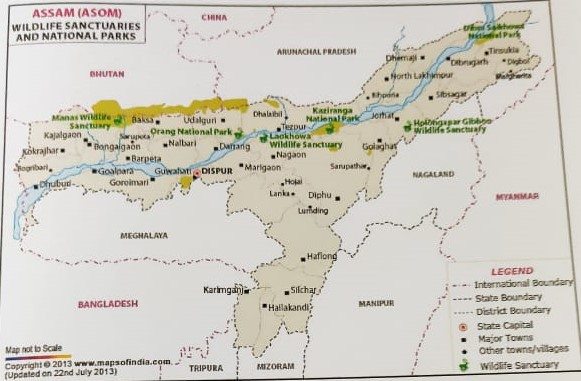 ASSAM (ASOM)
WILDLIFE SANCTUARIES
AND NATIONAL PARKS
CHINA
ARUNACHAL PRADESH
BHUTAN
Dibru Saikhowa
National Park
Tinsukia
Dhemaji
Dibrugarh
Digboi
Margherita
North Lakhimpur
Sibsagar
Jorhat
Kaziranga
National Park
Hollongapar Gibbon
Wildlife Sanctuary
Golaghat
Sarupathar
Manas Wildlife
Sanctuary
Baksa
Udalguri
Dhalaibil
Tezpur
Orang National Park
Laokhowa
Wildlife Sanctuary
Kajalgaon
Sarupeta
Nalbari
Darrang
Nagaon
Kokrajhar
Bongaigaon
Barpeta
Guwahati
DISPUR
Marigaon
Goalpara
Goroimari
Dhuburi
Hojai
Lanka
Diphu
Lumding
NAGALAND
MYANMAR
MEGHALAYA
Haflong
Karimganj
Silchar
Hailakandi
MANIPUR
BANGLADESH
TRIPURA
MIZORAM
LEGEND
International Boundary
State Boundary
District Boundary
State Capital
Major Towns
Other towns/villages
Wildlife Sanctuary
Map not to Scale
Copyright © 2013 www.mapsofindia.com
(Updated on 22nd July 2013)